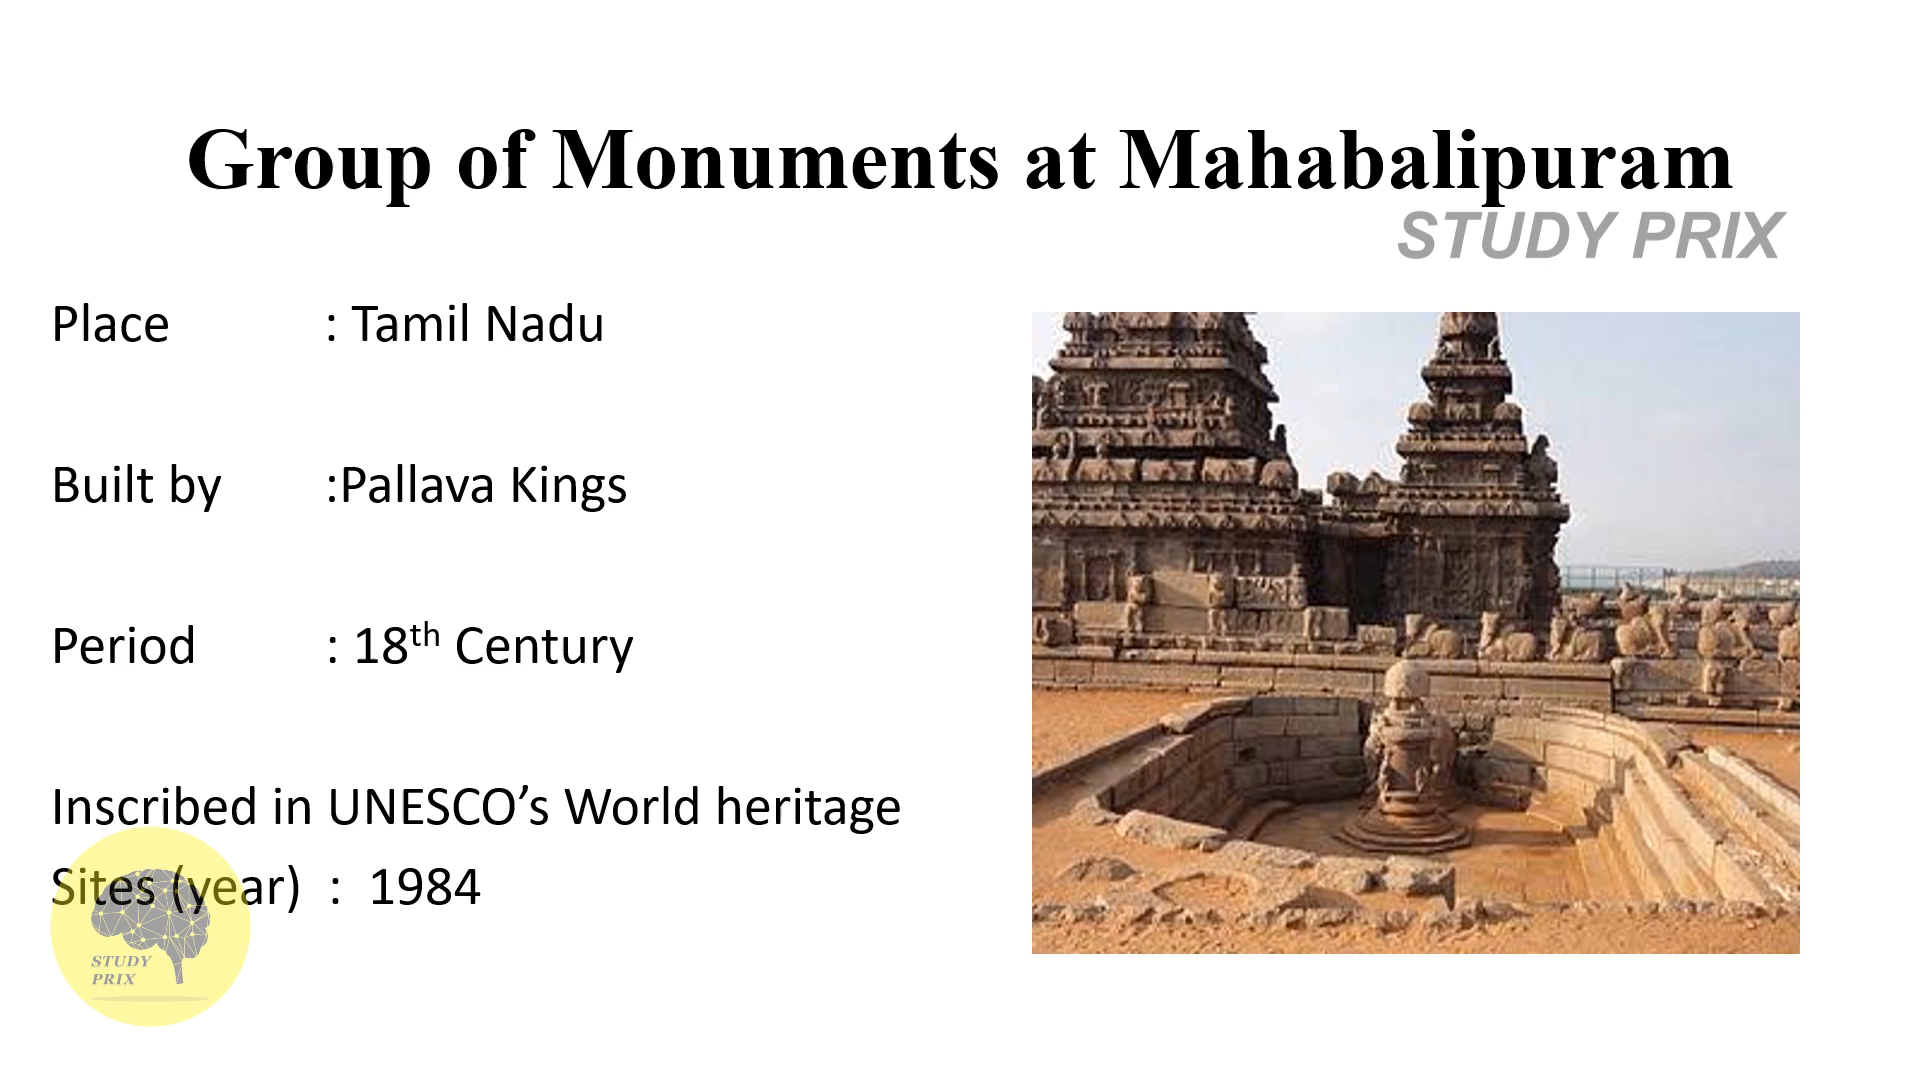 Group of Monuments at Mahabalipuram
STUDY PRIX
Place : Tamil Nadu
Built by :Pallava Kings
Period : 18th Century
Inscribed in UNESCO’s World heritage
Sites (year) : 1984
STUDY
PRIX